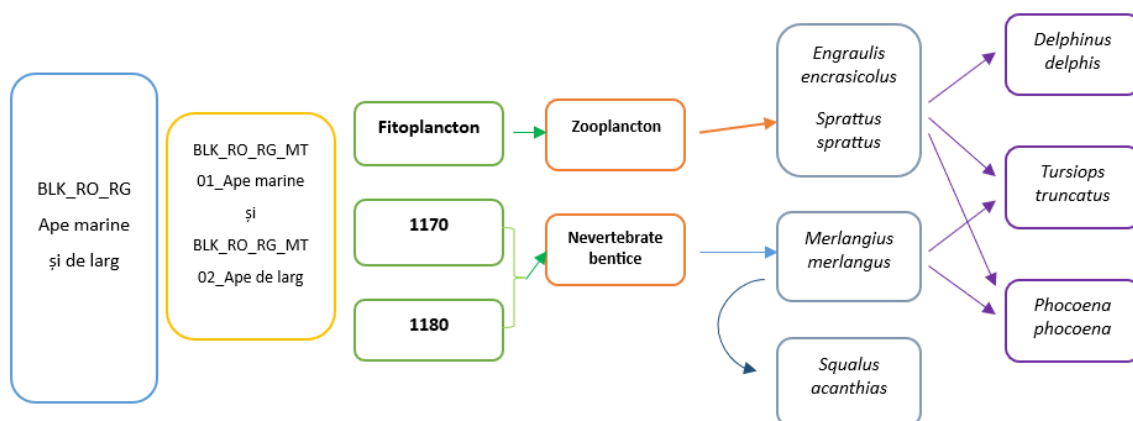 BLK_RO_RG
Ape marine
și de larg
BLK_RO_RG_MT
01_Ape marine
și
BLK_RO_RG_MT
02_Ape de larg
Fitoplancton
1170
1180
Zooplancton
Nevertebrate
bentice
Engraulis
encrasicolus
Sprattus
sprattus
Merlangius
merlangus
Squalus
acanthias
Delphinus
delphis
Tursiops
truncatus
Phocoena
phocoena